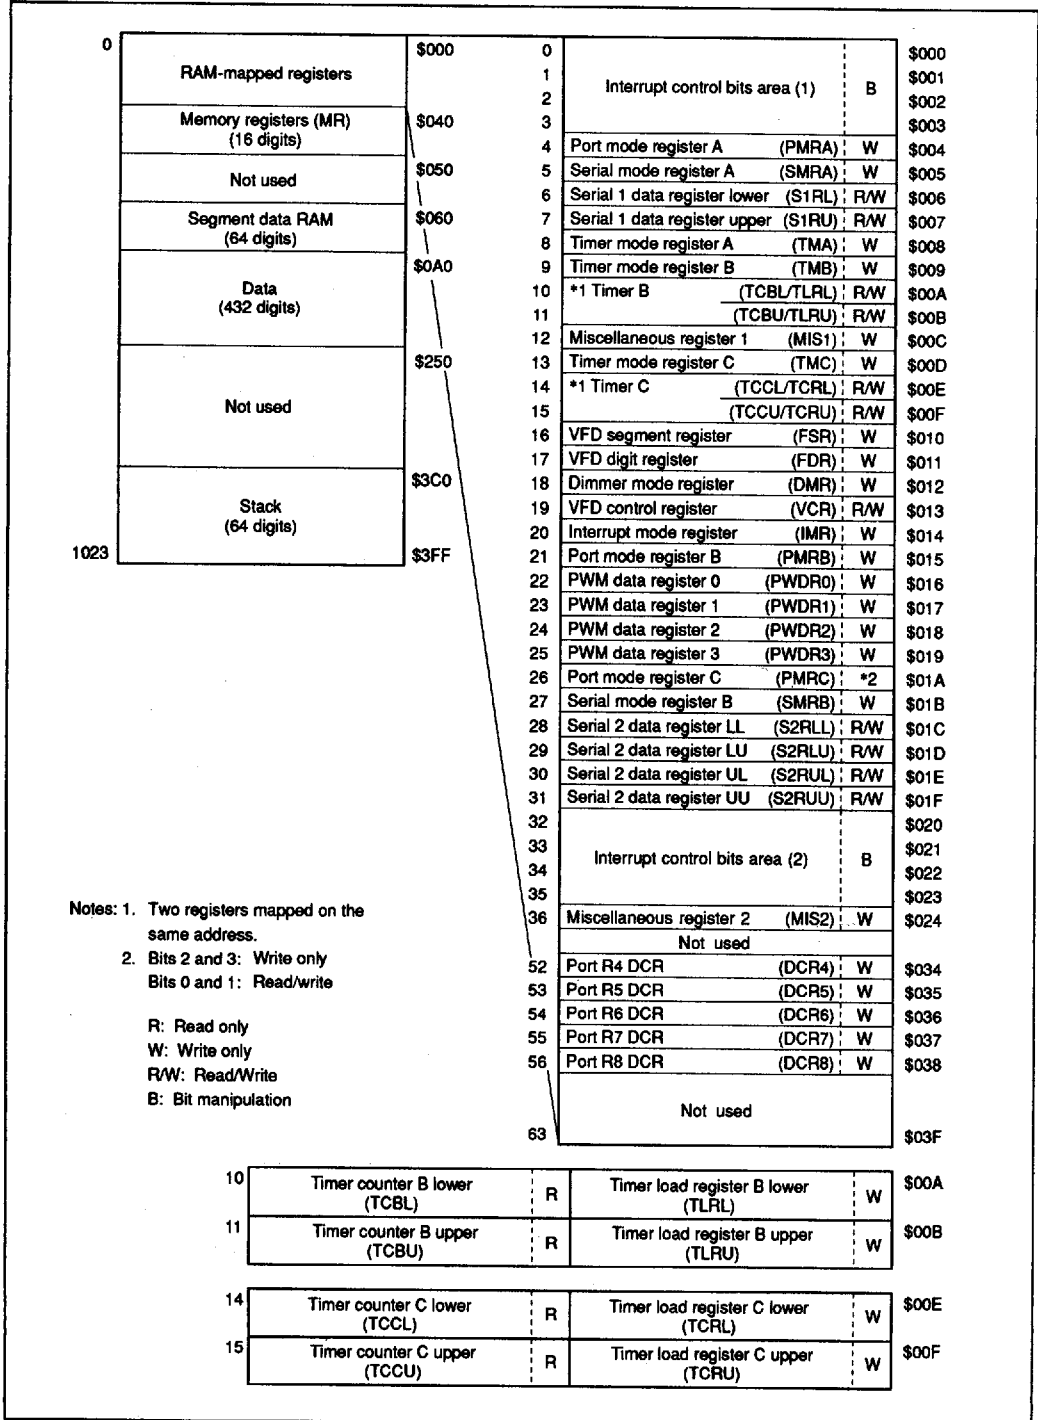 0 $000
RAM-mapped registers
Memory registers (MR) $040
(16 digits)
Not used $050
Segment data RAM $060
(64 digits)
$0A0
Data
(432 digits)
$250
Not used
$3C0
Stack
(64 digits)
1023 $3FF
0 $000
1 Interrupt control bits area (1) B $001
2 $002
3 $003
4 Port mode register A (PMRA) W $004
5 Serial mode register A (SMRA) W $005
6 Serial 1 data register lower (S1RL) R/W $006
7 Serial 1 data register upper (S1RU) R/W $007
8 Timer mode register A (TMA) W $008
9 Timer mode register B (TMB) W $009
10 *1 Timer B (TCBL/TLRL) R/W $00A
11 (TCBU/TLRU) R/W $00B
12 Miscellaneous register 1 (MIS1) W $00C
13 Timer mode register C (TMC) W $00D
14 *1 Timer C (TCCL/TCRL) R/W $00E
15 (TCCU/TCRU) R/W $00F
16 VFD segment register (FSR) W $010
17 VFD digit register (FDR) W $011
18 Dimmer mode register (DMR) W $012
19 VFD control register (VCR) R/W $013
20 Interrupt mode register (IMR) W $014
21 Port mode register B (PMRB) W $015
22 PWM data register 0 (PWDR0) W $016
23 PWM data register 1 (PWDR1) W $017
24 PWM data register 2 (PWDR2) W $018
25 PWM data register 3 (PWDR3) W $019
26 Port mode register C (PMRC) *2 $01A
27 Serial mode register B (SMRB) W $01B
28 Serial 2 data register LL (S2RLL) R/W $01C
29 Serial 2 data register LU (S2RLU) R/W $01D
30 Serial 2 data register UL (S2RUL) R/W $01E
31 Serial 2 data register UU (S2RUU) R/W $01F
32 $020
33 Interrupt control bits area (2) B $021
34 $022
35 $023
36 Miscellaneous register 2 (MIS2) W $024
Not used
52 Port R4 DCR (DCR4) W $034
53 Port R5 DCR (DCR5) W $035
54 Port R6 DCR (DCR6) W $036
55 Port R7 DCR (DCR7) W $037
56 Port R8 DCR (DCR8) W $038
Not used
63 $03F
Notes: 1. Two registers mapped on the
same address.
2. Bits 2 and 3: Write only
Bits 0 and 1: Read/write
R: Read only
W: Write only
R/W: Read/Write
B: Bit manipulation
10 Timer counter B lower R Timer load register B lower W $00A
(TCBL) (TLRL)
11 Timer counter B upper R Timer load register B upper W $00B
(TCBU) (TLRU)
14 Timer counter C lower R Timer load register C lower W $00E
(TCCL) (TCRL)
15 Timer counter C upper R Timer load register C upper W $00F
(TCCU) (TCRU)